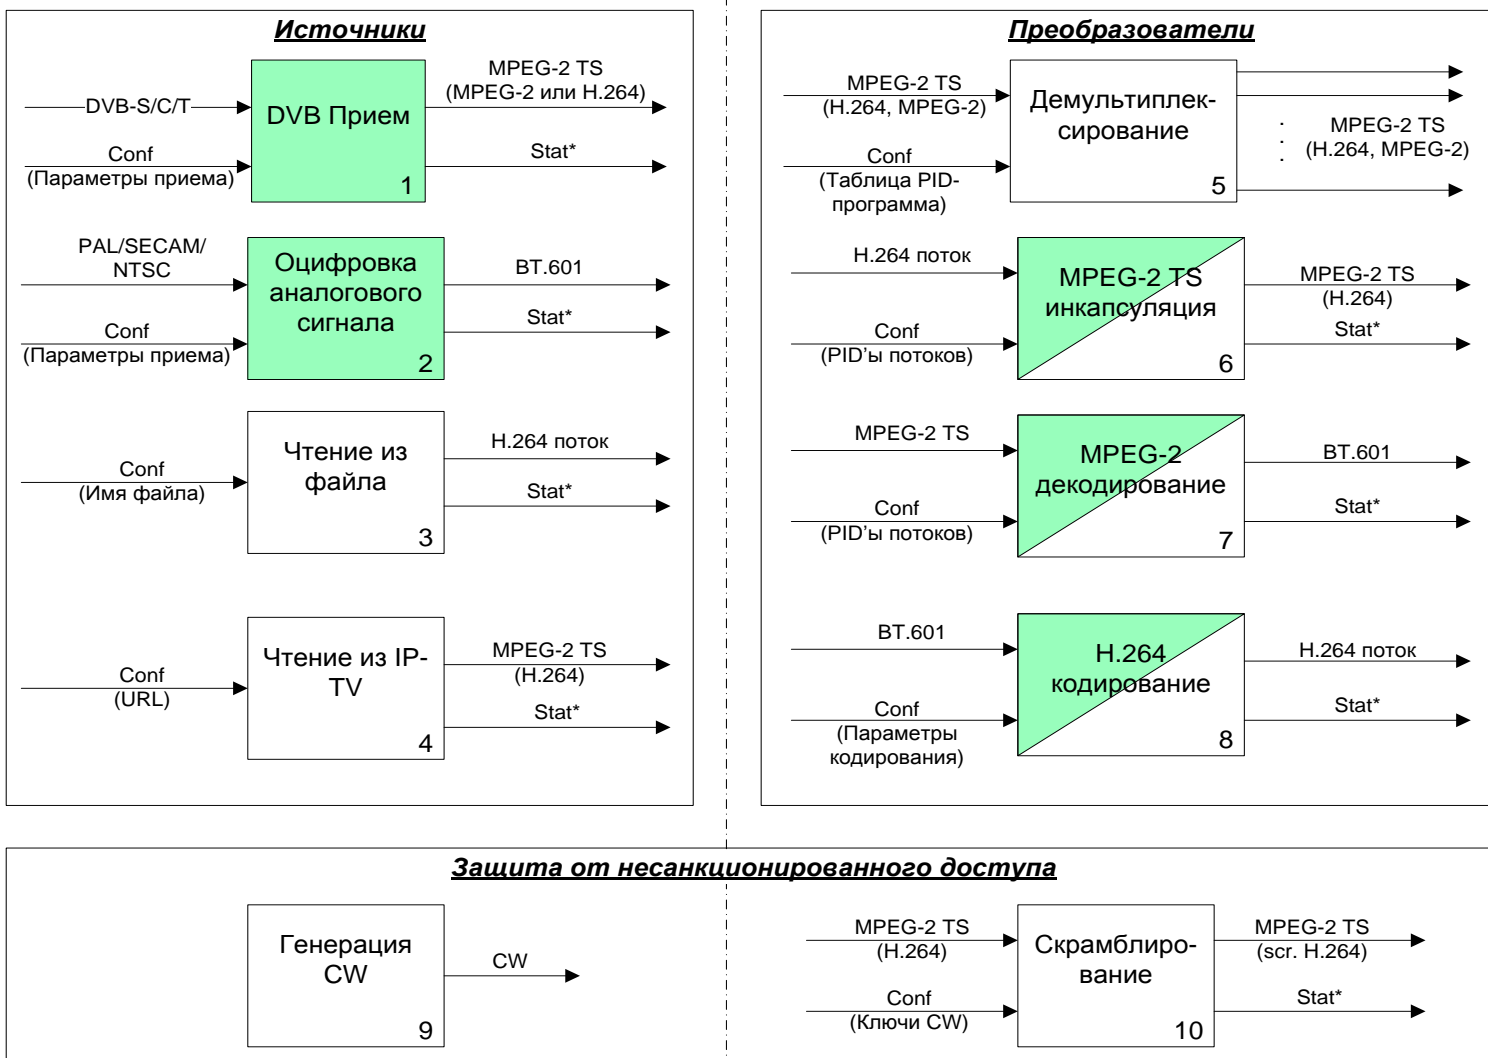 Источники
DVB-S/C/T
Conf
(Параметры приема)
DVB Прием
1
MPEG-2 TS
(MPEG-2 или H.264)
Stat*
PAL/SECAM/
NTSC
Conf
(Параметры приема)
Оцифровка
аналогового
сигнала
2
BT.601
Stat*
Conf
(Имя файла)
Чтение из
файла
3
H.264 поток
Stat*
Conf
(URL)
Чтение из IP-
TV
4
MPEG-2 TS
(H.264)
Stat*
Преобразователи
MPEG-2 TS
(H.264, MPEG-2)
Conf
(Таблица PID-
программа)
Демультиплек-
сирование
5
MPEG-2 TS
(H.264, MPEG-2)
H.264 поток
Conf
(PID'ы потоков)
MPEG-2 TS
инкапсуляция
6
MPEG-2 TS
(H.264)
Stat*
MPEG-2 TS
Conf
(PID'ы потоков)
MPEG-2
декодирование
7
BT.601
Stat*
BT.601
Conf
(Параметры
кодирования)
H.264
кодирование
8
H.264 поток
Stat*
Защита от несанкционированного доступа
Генерация
CW
9
CW
MPEG-2 TS
(H.264)
Conf
(Ключи CW)
Скрамблиро-
вание
10
MPEG-2 TS
(scr. H.264)
Stat*